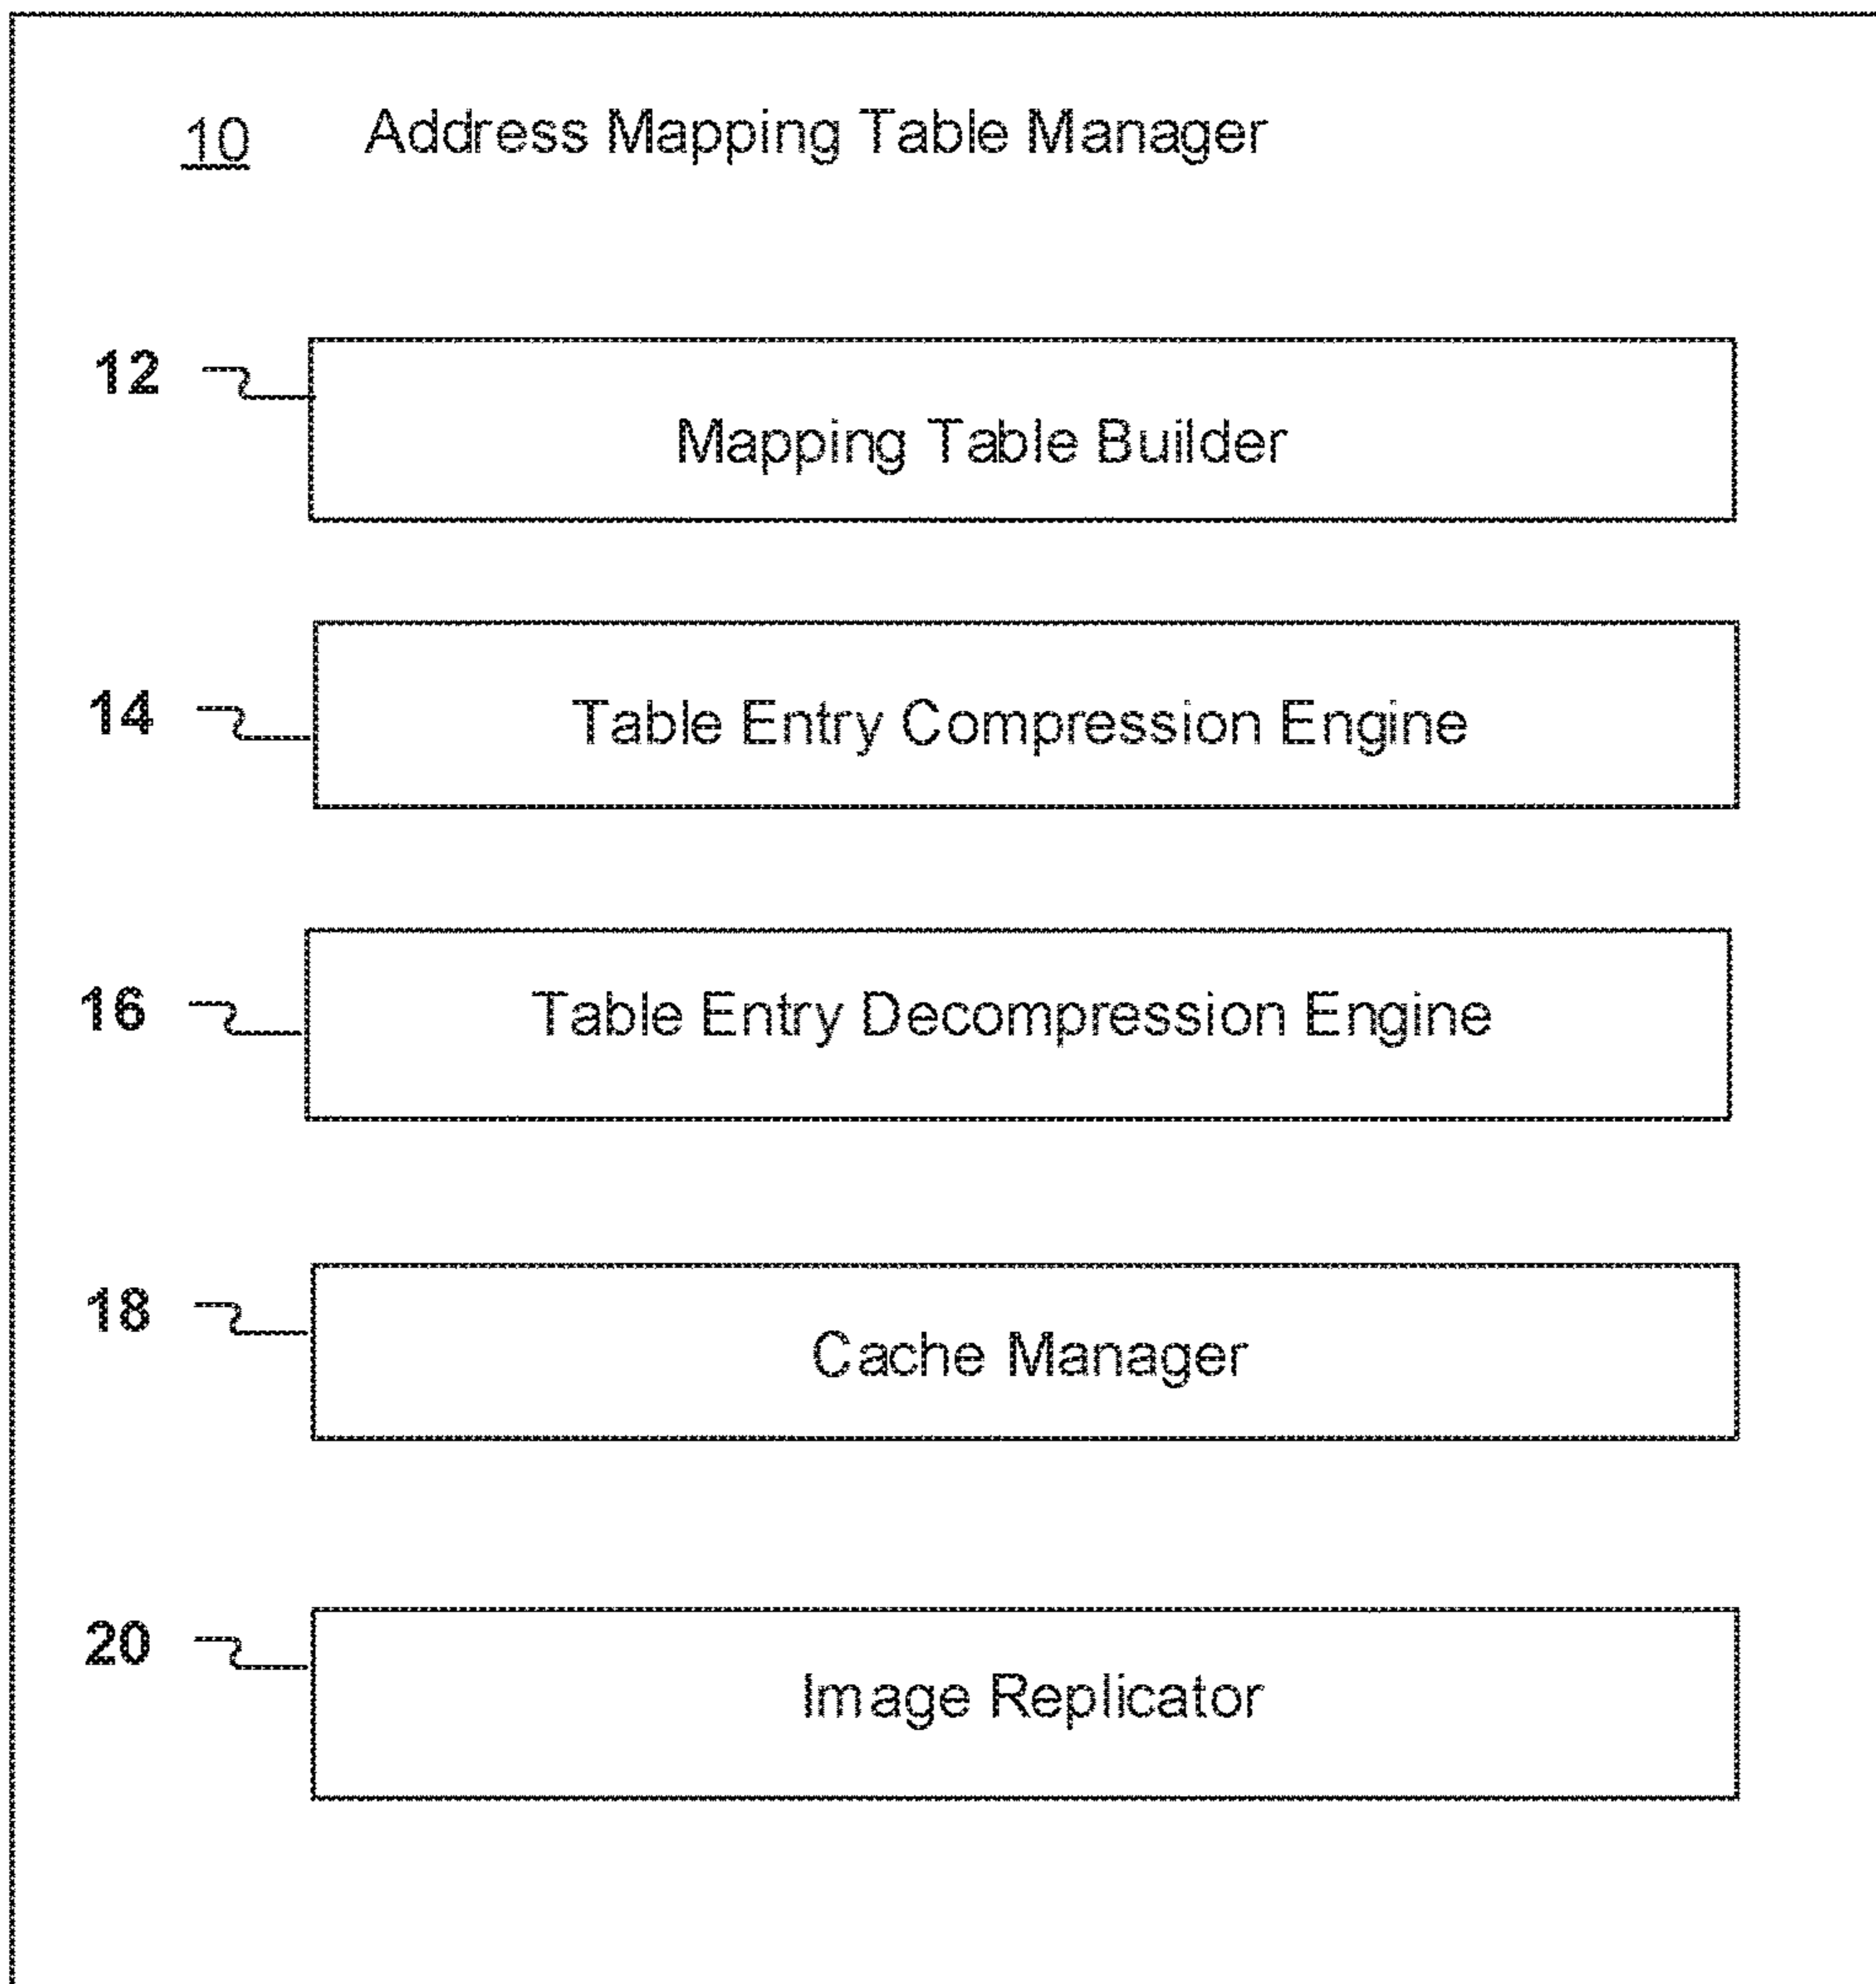 10 Address Mapping Table Manager
12 Mapping Table Builder
14 Table Entry Compression Engine
16 Table Entry Decompression Engine
18 Cache Manager
20 Image Replicator